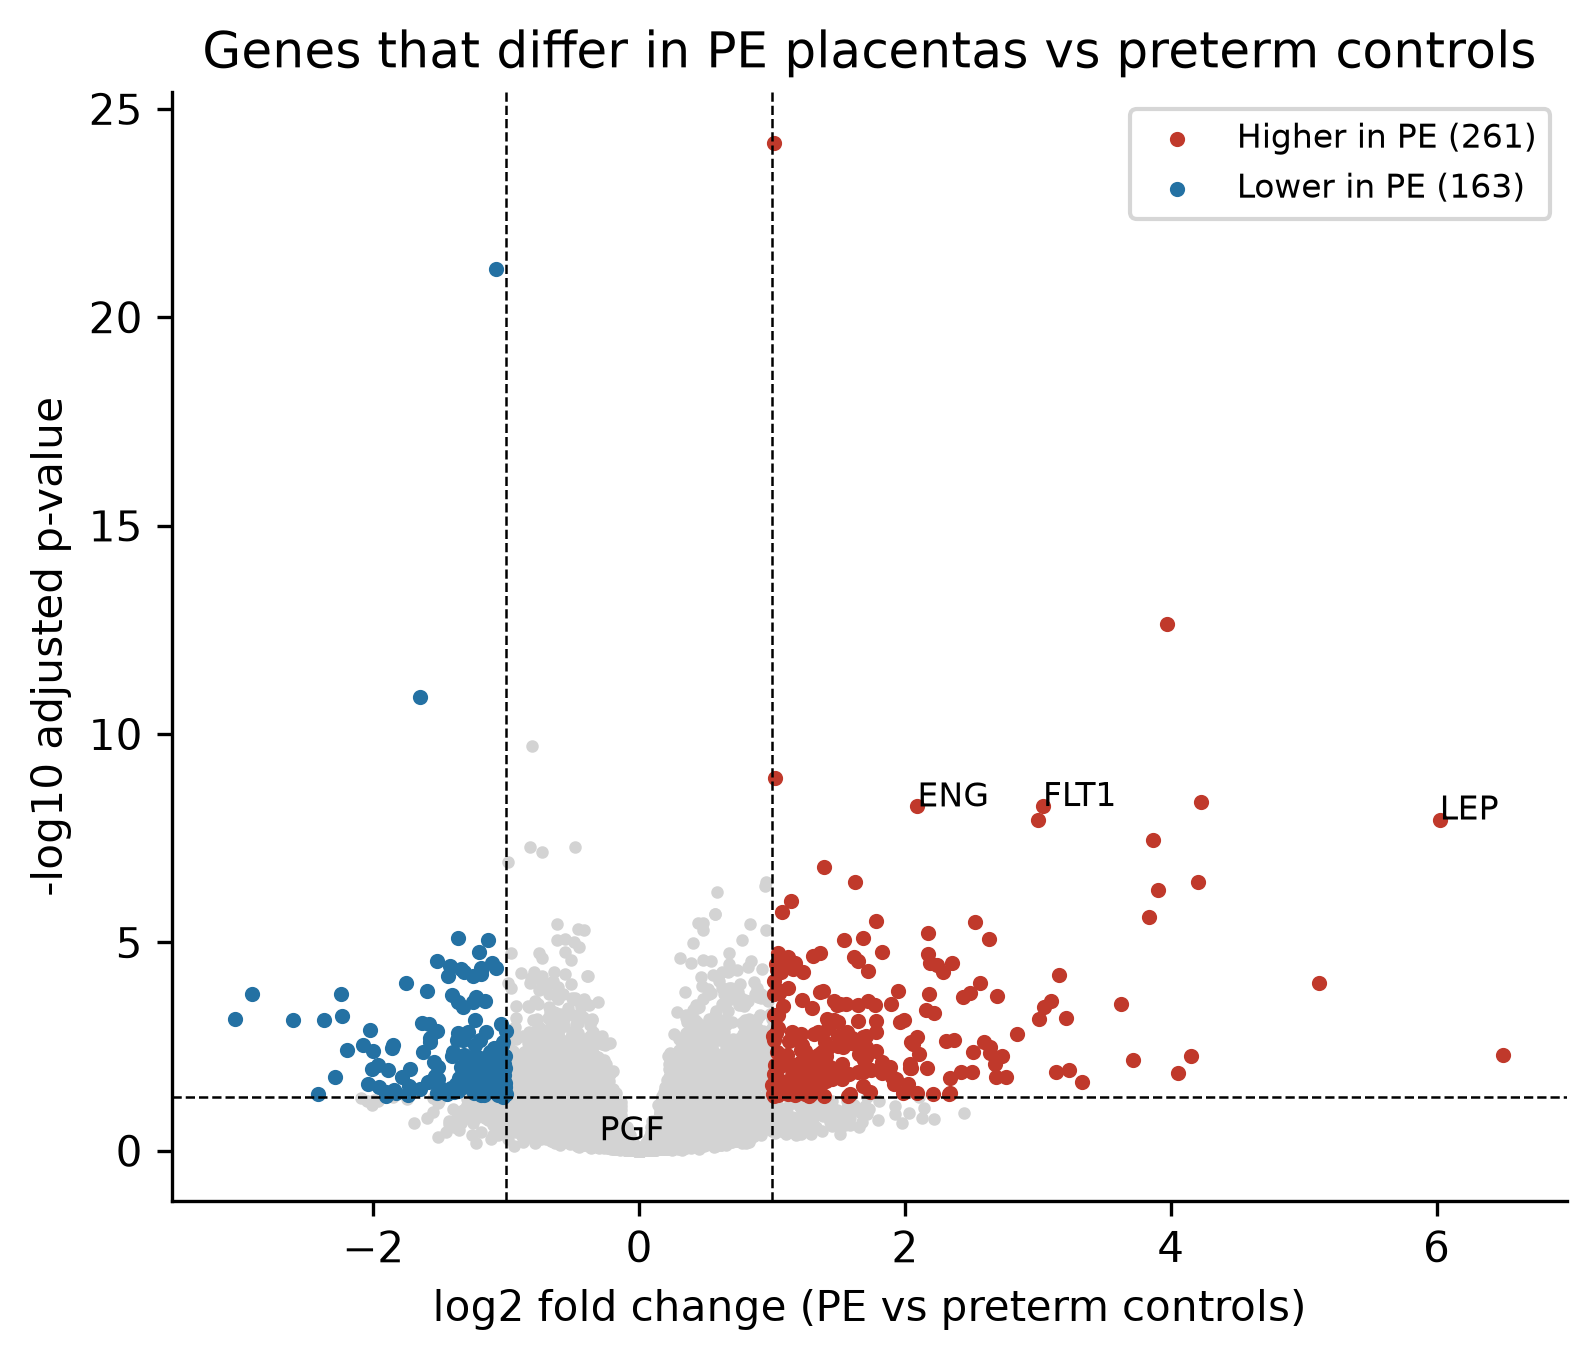 Genes that differ in PE placentas vs preterm controls
Higher in PE (261)
Lower in PE (163)
25
20
15
10
5
0
-log10 adjusted p-value
ENG
FLT1
LEP
PGF
−2
0
2
4
6
log2 fold change (PE vs preterm controls)